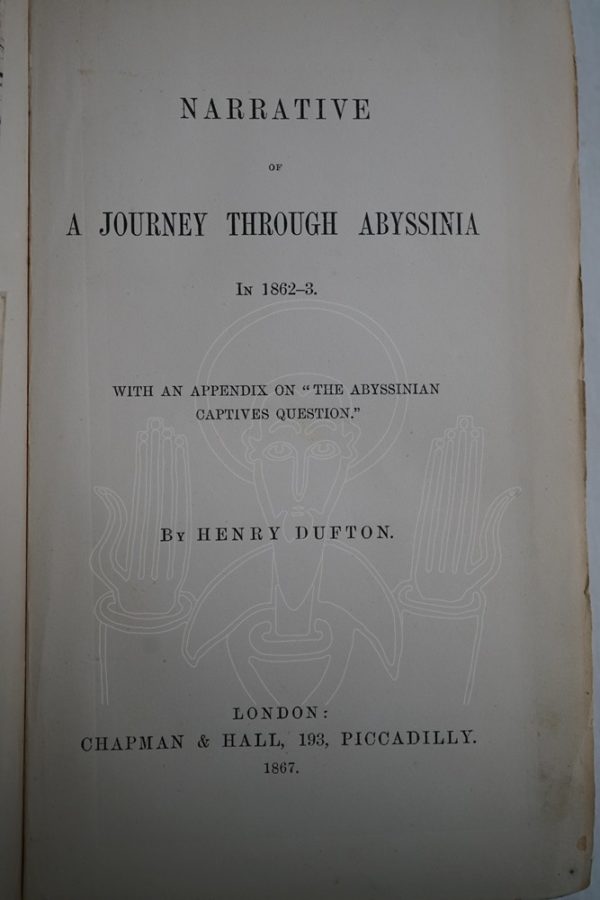 NARRATIVE
OF
A JOURNEY THROUGH ABYSSINIA
IN 1862–3.
WITH AN APPENDIX ON "THE ABYSSINIAN
CAPTIVES QUESTION."
BY HENRY DUFTON.
LONDON:
CHAPMAN & HALL, 193, PICCADILLY.
1867.